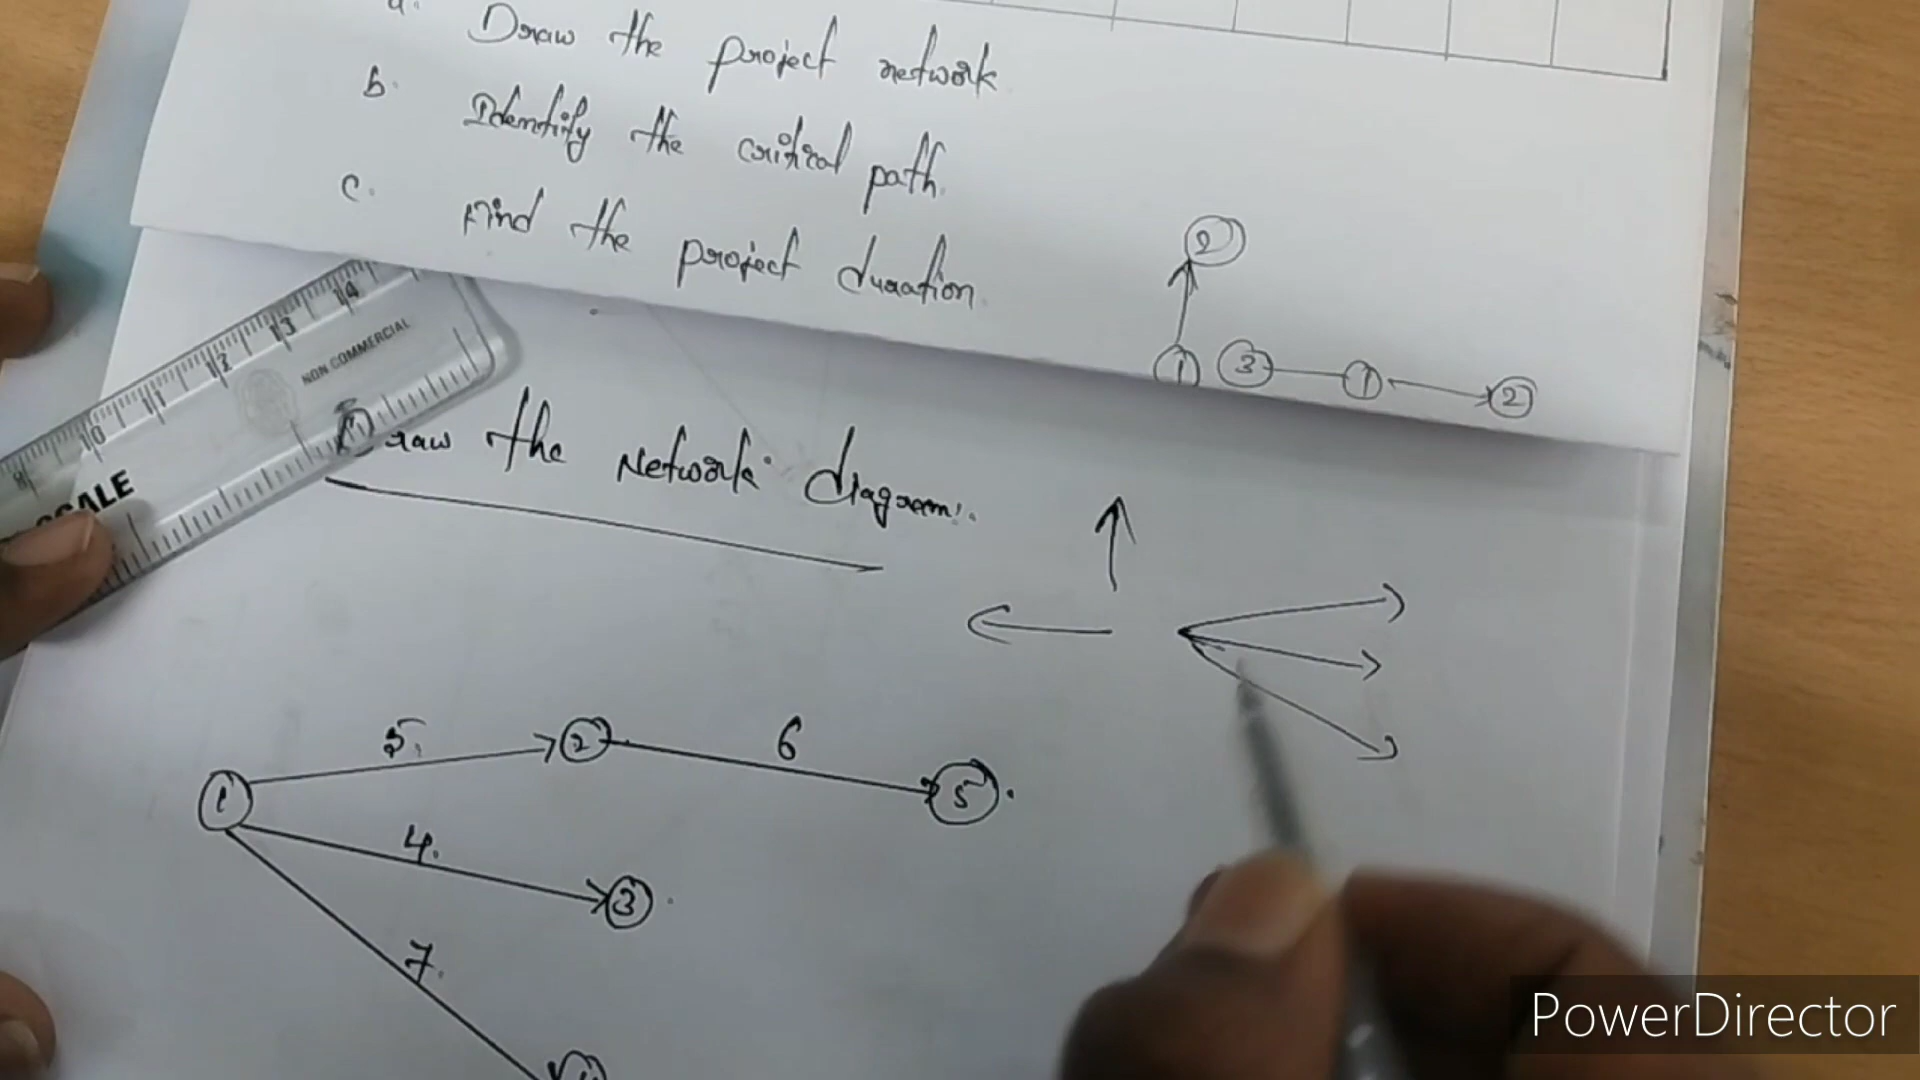 a. Draw the project network
b. Identify the critical path.
c. Find the project duration.
2
1 3 1 2
14
13
12
11
10
NON COMMERCIAL
SCALE
Draw the Network diagram:.
5.
2
6
5.
1
4.
3.
7.
PowerDirector